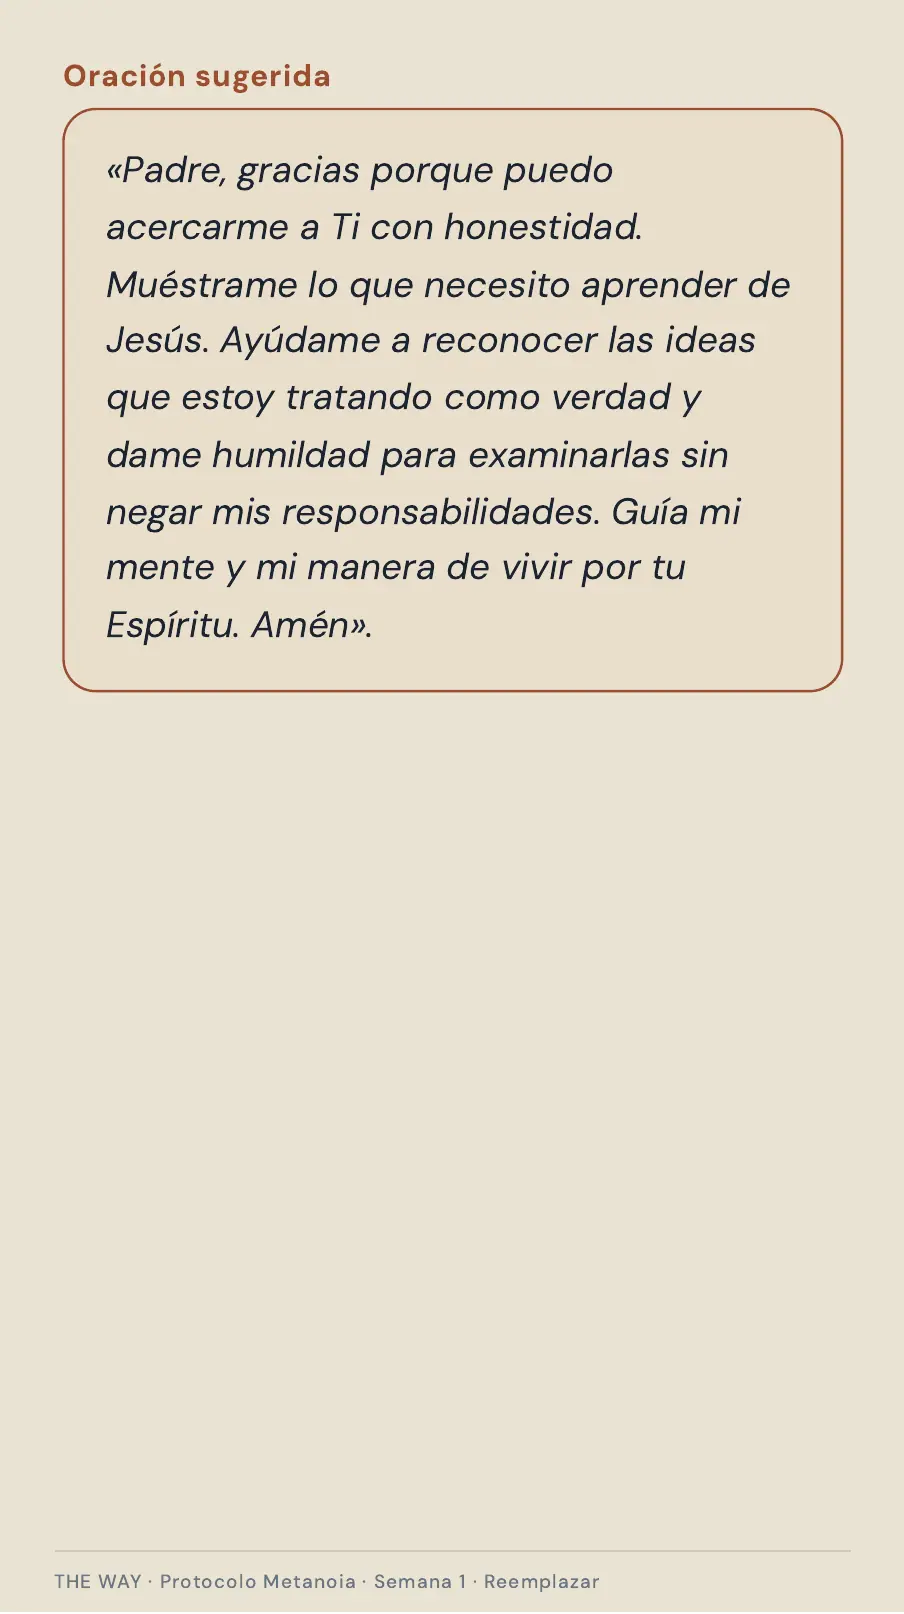 Oración sugerida
«Padre, gracias porque puedo
acercarme a Ti con honestidad.
Muéstrame lo que necesito aprender de
Jesús. Ayúdame a reconocer las ideas
que estoy tratando como verdad y
dame humildad para examinarlas sin
negar mis responsabilidades. Guía mi
mente y mi manera de vivir por tu
Espíritu. Amén».
THE WAY · Protocolo Metanoia · Semana 1 · Reemplazar